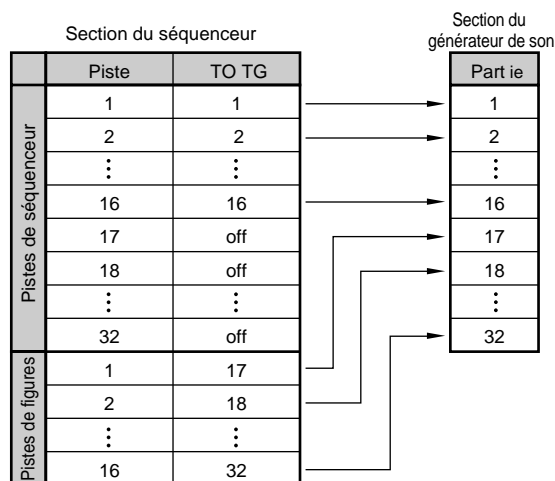 Section du séquenceur
Section du
générateur de son
Piste TO TG
Part ie
Pistes de séquenceur
1 1
1
2 2
2
⋮ ⋮
⋮
16 16
16
17 off
17
18 off
18
⋮ ⋮
⋮
32 off
32
Pistes de figures
1 17
2 18
⋮ ⋮
16 32